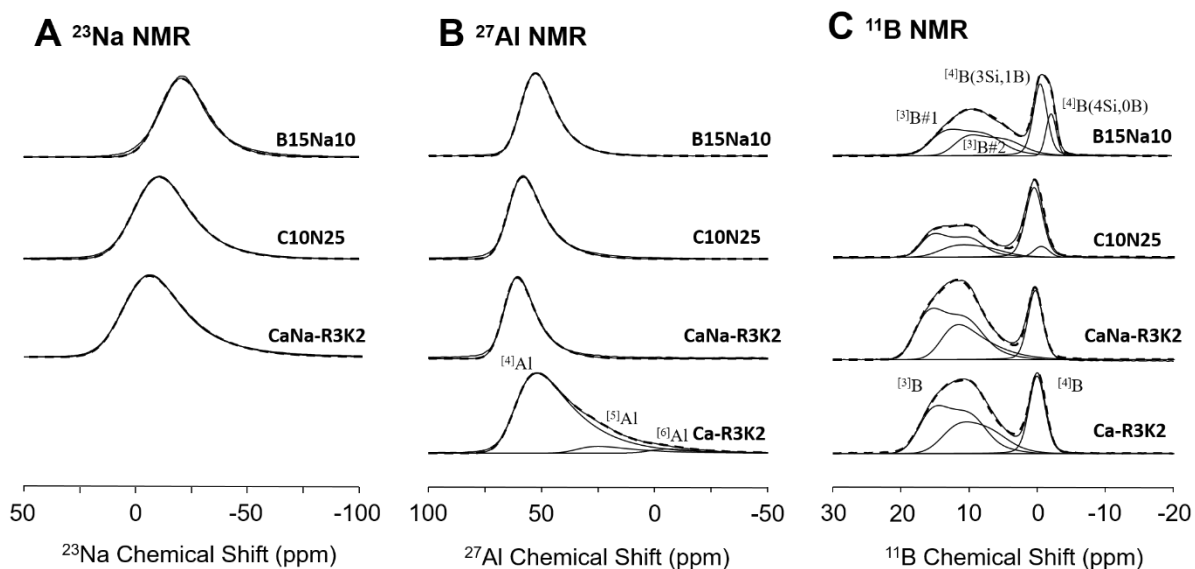 A ²³Na NMR
B15Na10
C10N25
CaNa-R3K2
50 0 -50 -100
²³Na Chemical Shift (ppm)
B ²⁷Al NMR
B15Na10
C10N25
CaNa-R3K2
[4]Al
[5]Al
[6]Al
Ca-R3K2
100 50 0 -50
²⁷Al Chemical Shift (ppm)
C ¹¹B NMR
[4]B(3Si,1B)
[4]B(4Si,0B)
[3]B#1
[3]B#2
B15Na10
C10N25
CaNa-R3K2
[3]B
[4]B
Ca-R3K2
30 20 10 0 -10 -20
¹¹B Chemical Shift (ppm)